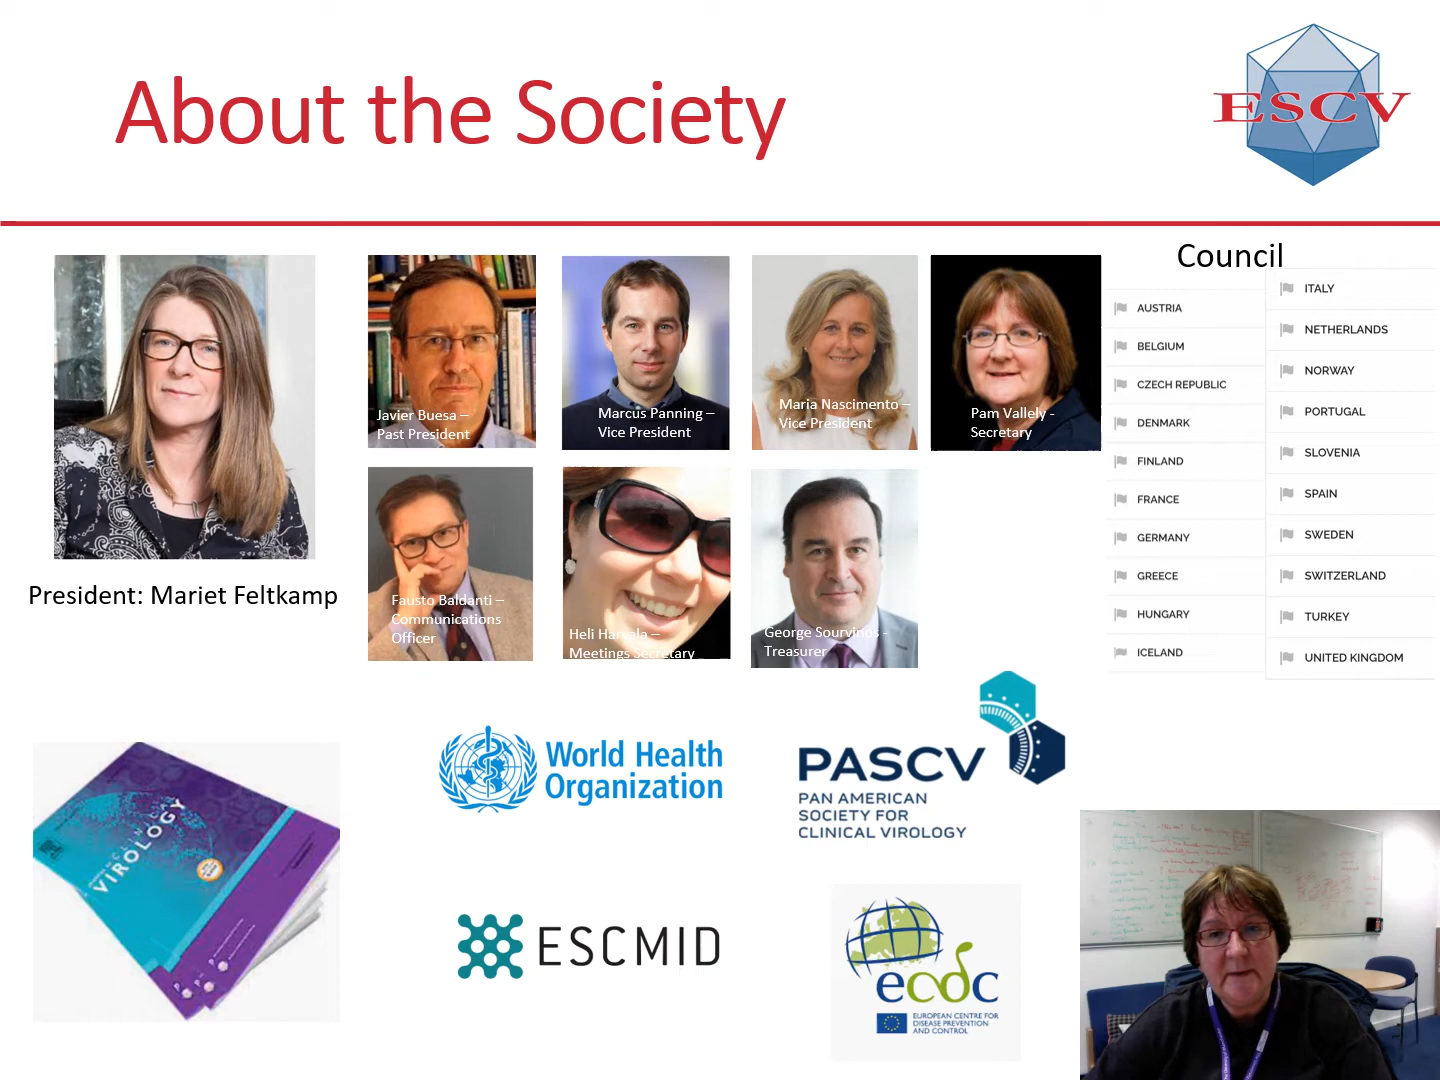 About the Society
ESCV
President: Mariet Feltkamp
Javier Buesa –
Past President
Marcus Panning –
Vice President
Maria Nascimento –
Vice President
Pam Vallely -
Secretary
Fausto Baldanti –
Communications
Officer
Heli Harvala –
Meetings Secretary
George Sourvinos -
Treasurer
Council
AUSTRIA
BELGIUM
CZECH REPUBLIC
DENMARK
FINLAND
FRANCE
GERMANY
GREECE
HUNGARY
ICELAND
ITALY
NETHERLANDS
NORWAY
PORTUGAL
SLOVENIA
SPAIN
SWEDEN
SWITZERLAND
TURKEY
UNITED KINGDOM
VIROLOGY
World Health
Organization
PASCV
PAN AMERICAN
SOCIETY FOR
CLINICAL VIROLOGY
ESCMID
ecdc
EUROPEAN CENTRE FOR
DISEASE PREVENTION
AND CONTROL